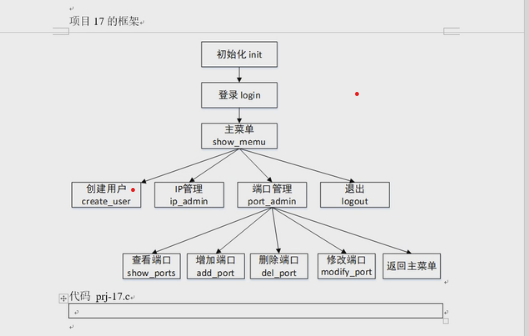 项目 17 的框架
初始化 init
登录 login
主菜单
show_memu
创建用户
create_user
IP管理
ip_admin
端口管理
port_admin
退出
logout
查看端口
show_ports
增加端口
add_port
删除端口
del_port
修改端口
modify_port
返回主菜单
代码 prj-17.c